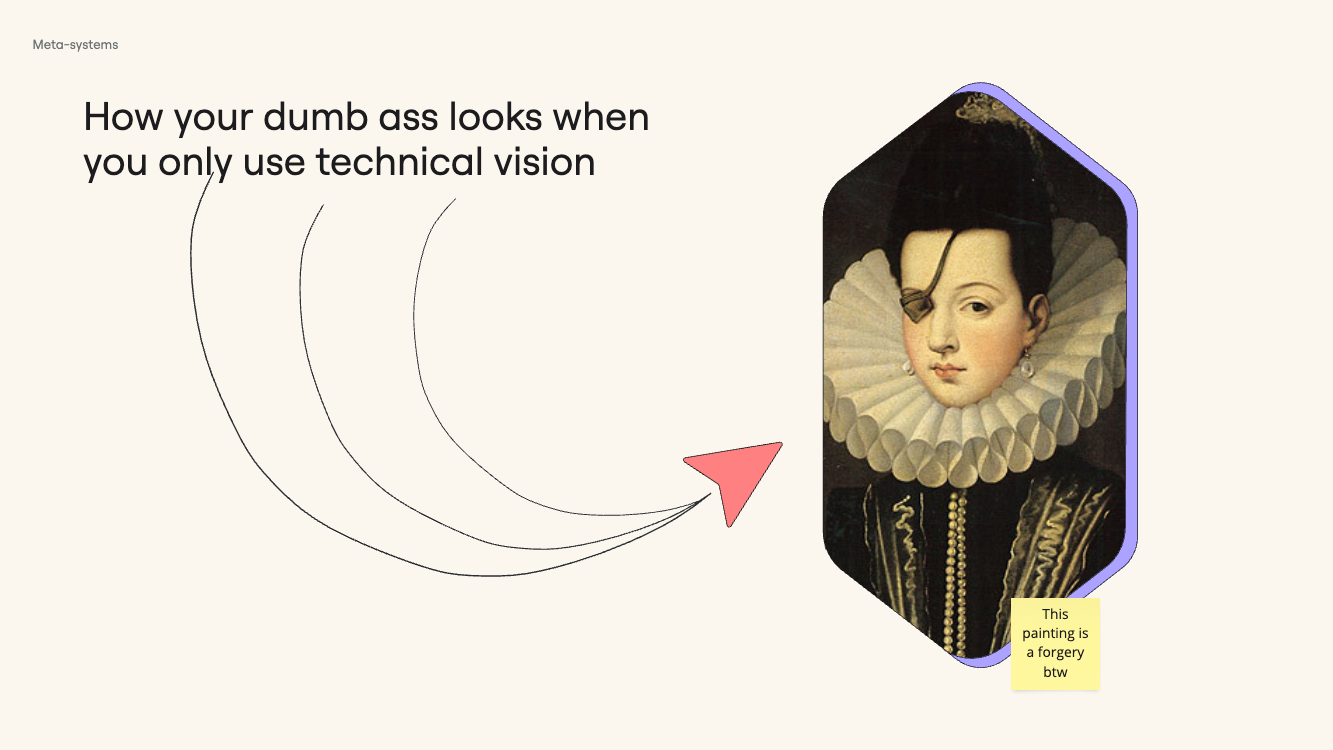 Meta-systems
How your dumb ass looks when
you only use technical vision
This
painting is
a forgery
btw